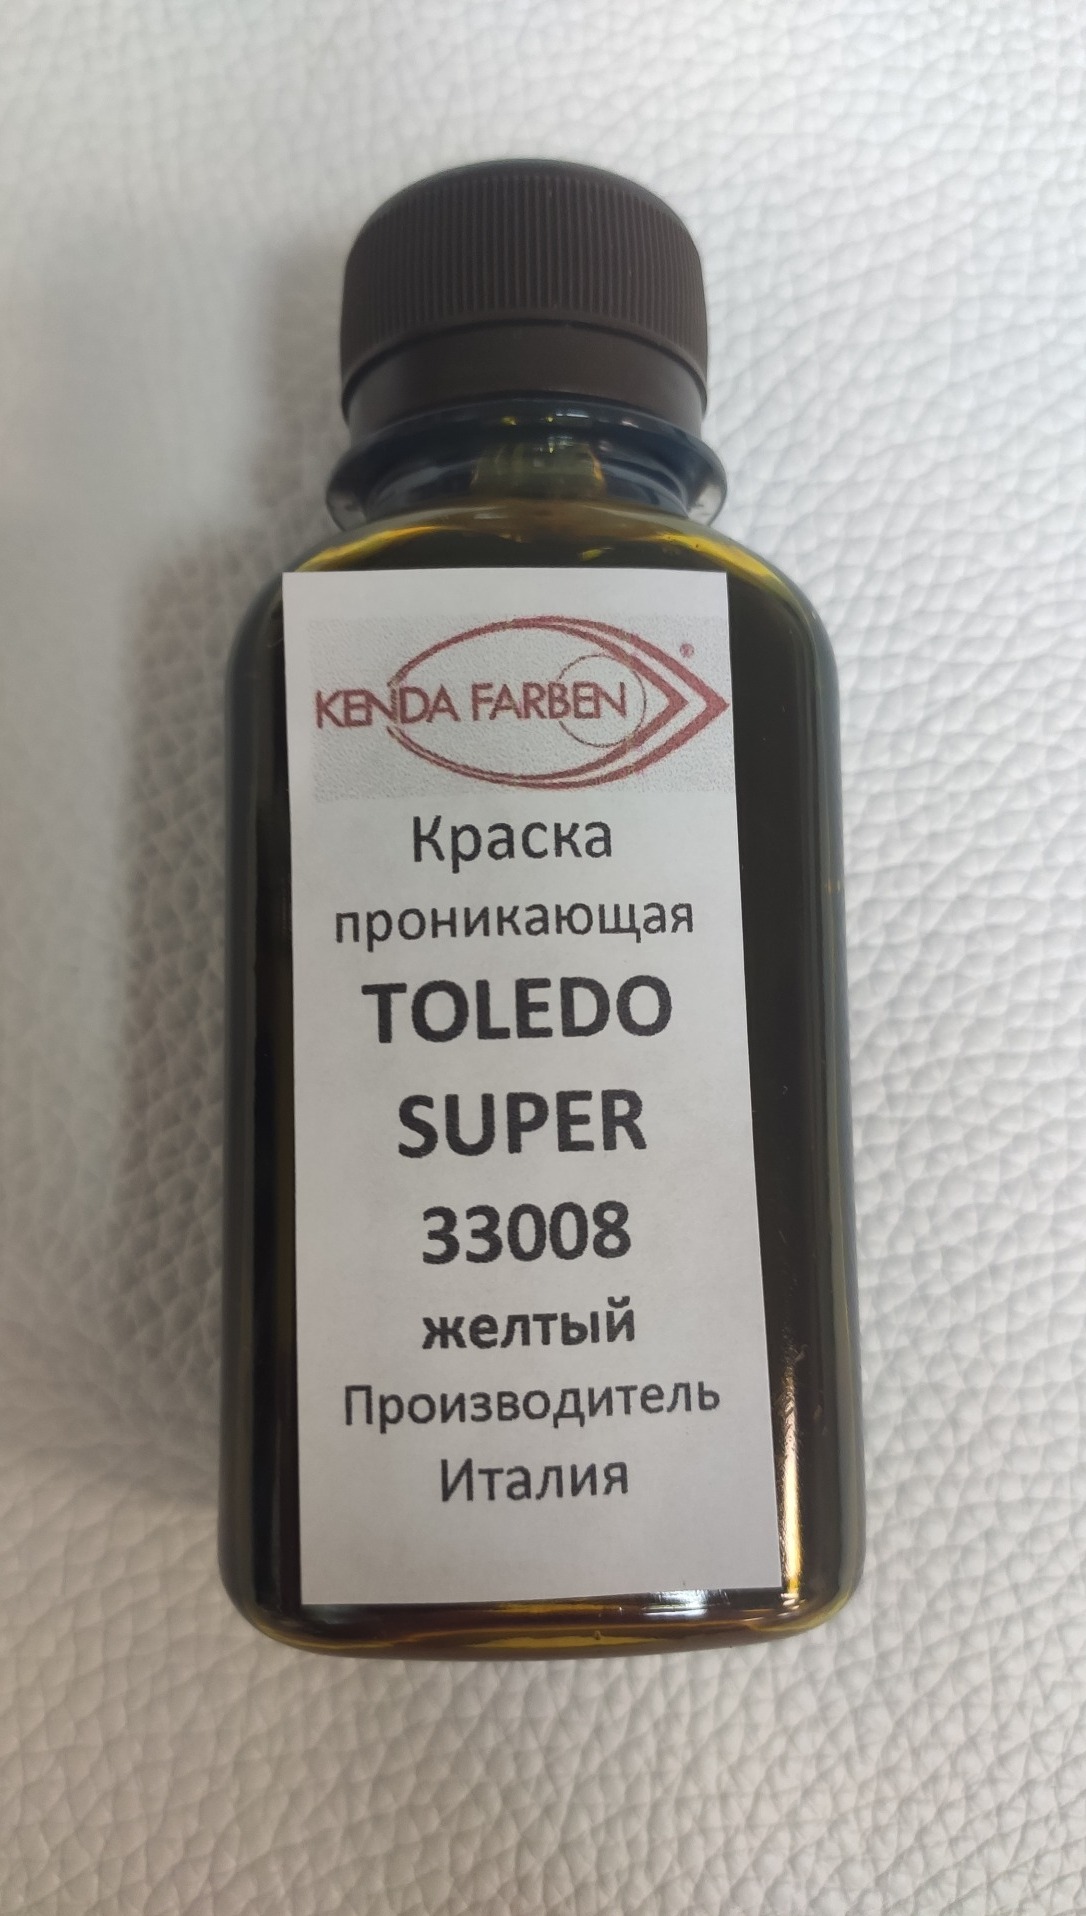 KENDA FARBEN®
Краска
проникающая
TOLEDO
SUPER
33008
желтый
Производитель
Италия